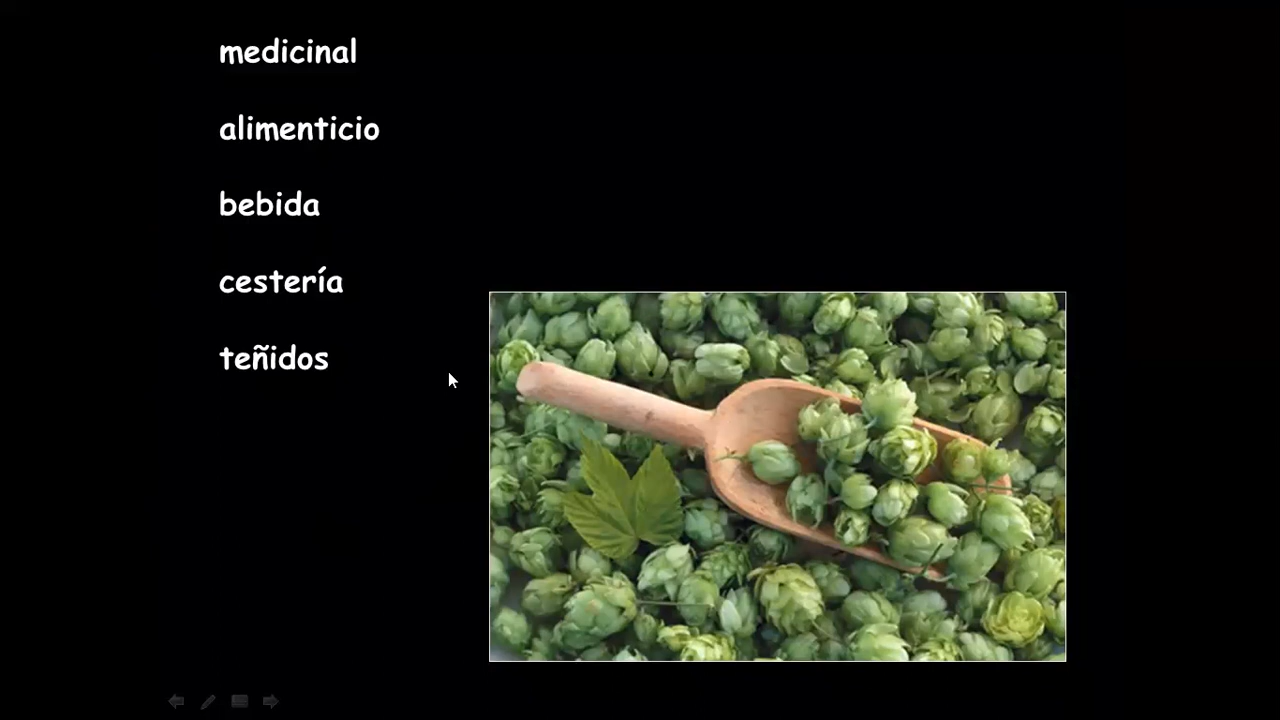 medicinal
alimenticio
bebida
cestería
teñidos